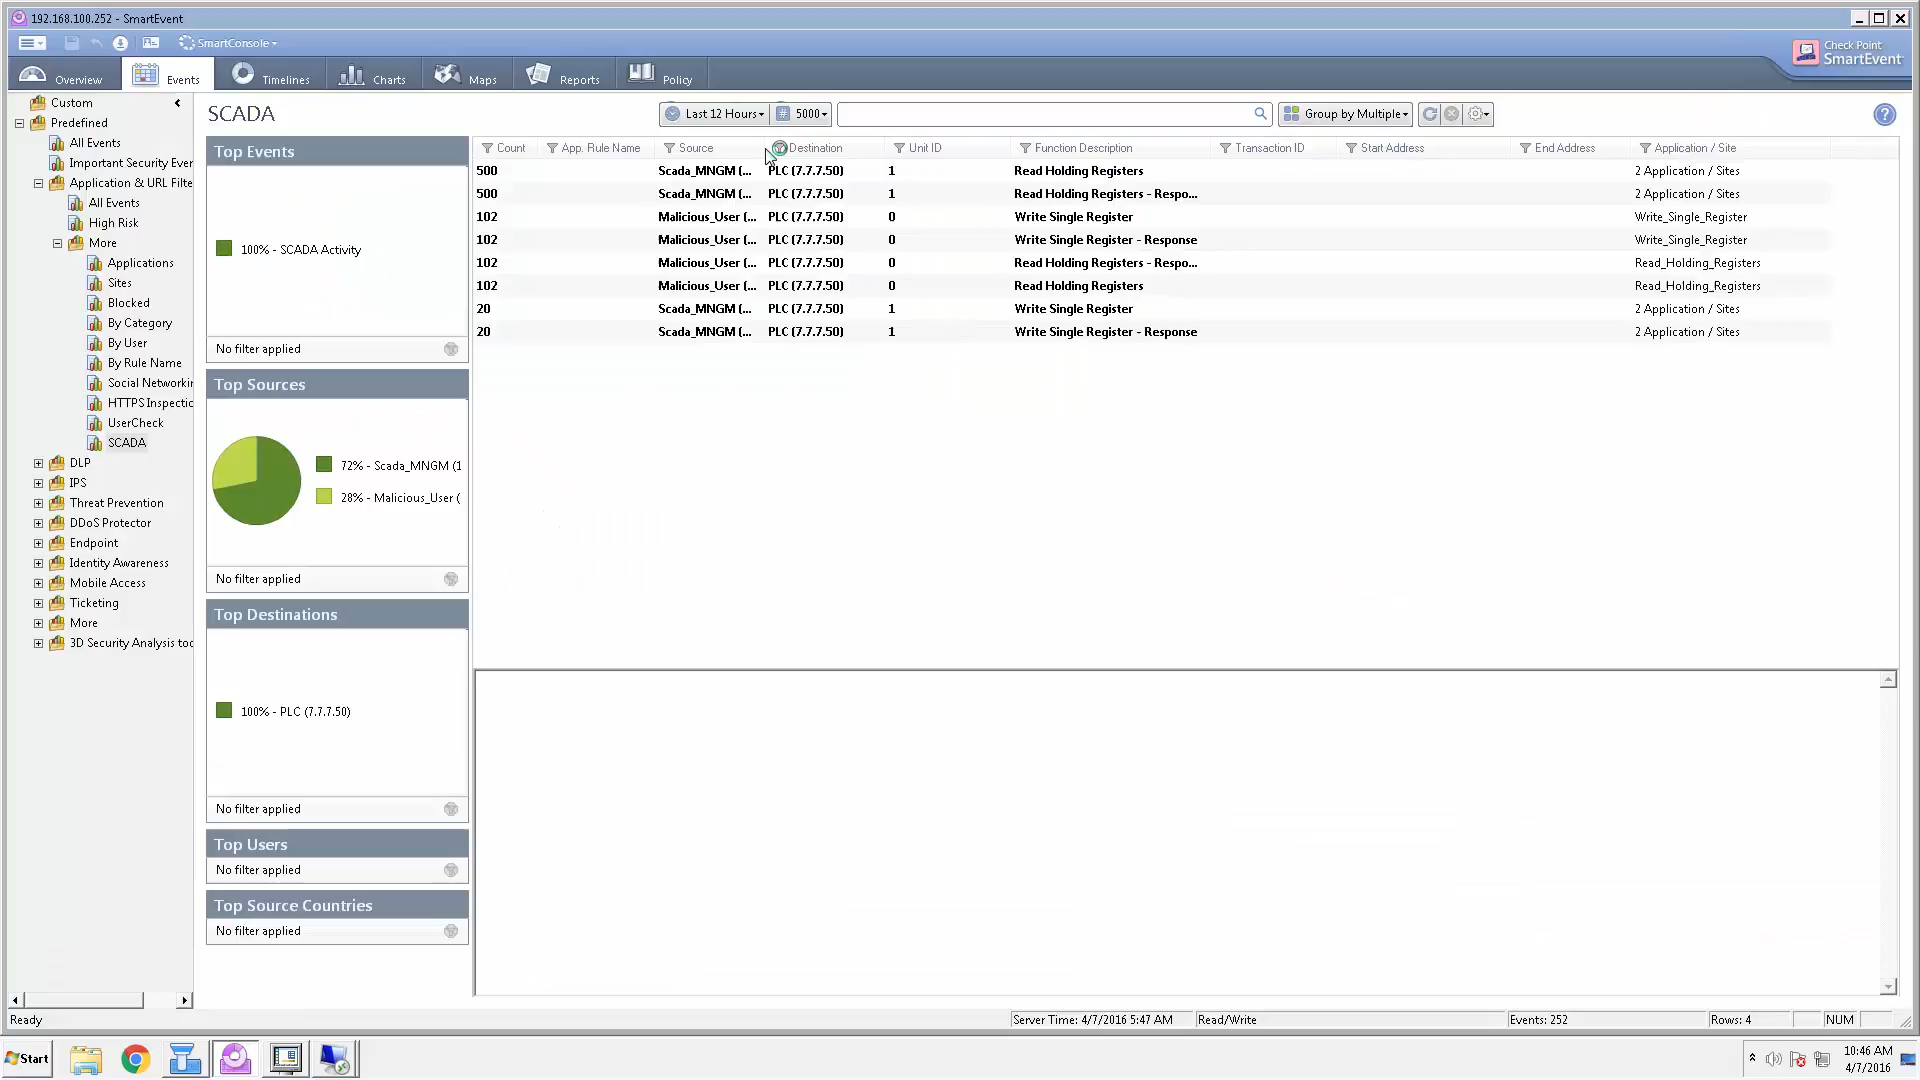 192.168.100.252 - SmartEvent
SmartConsole
Check Point
SmartEvent
Overview
Events
Timelines
Charts
Maps
Reports
Policy
Custom
Predefined
All Events
Important Security Ever
Application & URL Filte
All Events
High Risk
More
Applications
Sites
Blocked
By Category
By User
By Rule Name
Social Networkin
HTTPS Inspectic
UserCheck
SCADA
DLP
IPS
Threat Prevention
DDoS Protector
Endpoint
Identity Awareness
Mobile Access
Ticketing
More
3D Security Analysis too
SCADA
Last 12 Hours
# 5000
Group by Multiple
?
Top Events
100% - SCADA Activity
No filter applied
Top Sources
72% - Scada_MNGM (1
28% - Malicious_User (
No filter applied
Top Destinations
100% - PLC (7.7.7.50)
No filter applied
Top Users
No filter applied
Top Source Countries
No filter applied
Count App. Rule Name Source Destination Unit ID Function Description Transaction ID Start Address End Address Application / Site
500 Scada_MNGM (... PLC (7.7.7.50) 1 Read Holding Registers 2 Application / Sites
500 Scada_MNGM (... PLC (7.7.7.50) 1 Read Holding Registers - Respo... 2 Application / Sites
102 Malicious_User (... PLC (7.7.7.50) 0 Write Single Register Write_Single_Register
102 Malicious_User (... PLC (7.7.7.50) 0 Write Single Register - Response Write_Single_Register
102 Malicious_User (... PLC (7.7.7.50) 0 Read Holding Registers - Respo... Read_Holding_Registers
102 Malicious_User (... PLC (7.7.7.50) 0 Read Holding Registers Read_Holding_Registers
20 Scada_MNGM (... PLC (7.7.7.50) 1 Write Single Register 2 Application / Sites
20 Scada_MNGM (... PLC (7.7.7.50) 1 Write Single Register - Response 2 Application / Sites
Ready
Server Time: 4/7/2016 5:47 AM
Read/Write
Events: 252
Rows: 4
NUM
Start
10:46 AM
4/7/2016